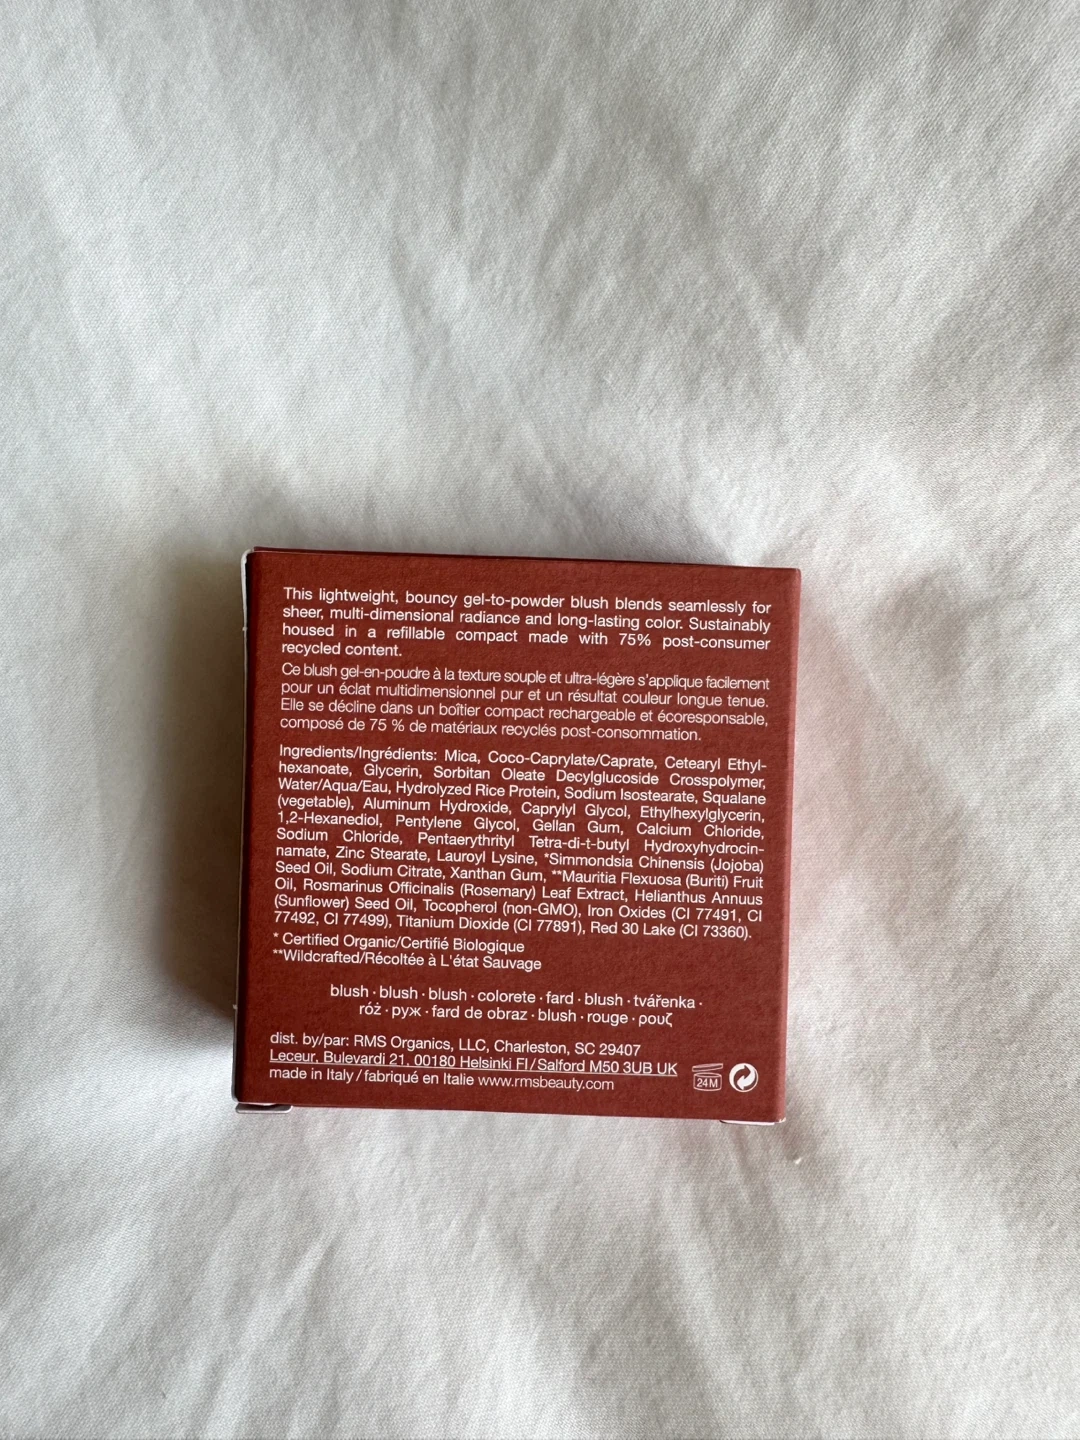 This lightweight, bouncy gel-to-powder blush blends seamlessly for
sheer, multi-dimensional radiance and long-lasting color. Sustainably
housed in a refillable compact made with 75% post-consumer
recycled content.
Ce blush gel-en-poudre à la texture souple et ultra-légère s'applique facilement
pour un éclat multidimensionnel pur et un résultat couleur longue tenue.
Elle se décline dans un boîtier compact rechargeable et écoresponsable,
composé de 75 % de matériaux recyclés post-consommation.
Ingredients/Ingrédients: Mica, Coco-Caprylate/Caprate, Cetearyl Ethyl-
hexanoate, Glycerin, Sorbitan Oleate Decylglucoside Crosspolymer,
Water/Aqua/Eau, Hydrolyzed Rice Protein, Sodium Isostearate, Squalane
(vegetable), Aluminum Hydroxide, Caprylyl Glycol, Ethylhexylglycerin,
1,2-Hexanediol, Pentylene Glycol, Gellan Gum, Calcium Chloride,
Sodium Chloride, Pentaerythrityl Tetra-di-t-butyl Hydroxyhydrocin-
namate, Zinc Stearate, Lauroyl Lysine, *Simmondsia Chinensis (Jojoba)
Seed Oil, Sodium Citrate, Xanthan Gum, **Mauritia Flexuosa (Buriti) Fruit
Oil, Rosmarinus Officinalis (Rosemary) Leaf Extract, Helianthus Annuus
(Sunflower) Seed Oil, Tocopherol (non-GMO), Iron Oxides (CI 77491, CI
77492, CI 77499), Titanium Dioxide (CI 77891), Red 30 Lake (CI 73360).
* Certified Organic/Certifié Biologique
**Wildcrafted/Récoltée à L'état Sauvage
blush · blush · blush · colorete · fard · blush · tvářenka ·
róż · руж · fard de obraz · blush · rouge · ρουζ
dist. by/par: RMS Organics, LLC, Charleston, SC 29407
Leceur, Bulevardi 21, 00180 Helsinki FI/Salford M50 3UB UK
made in Italy / fabriqué en Italie www.rmsbeauty.com
24M